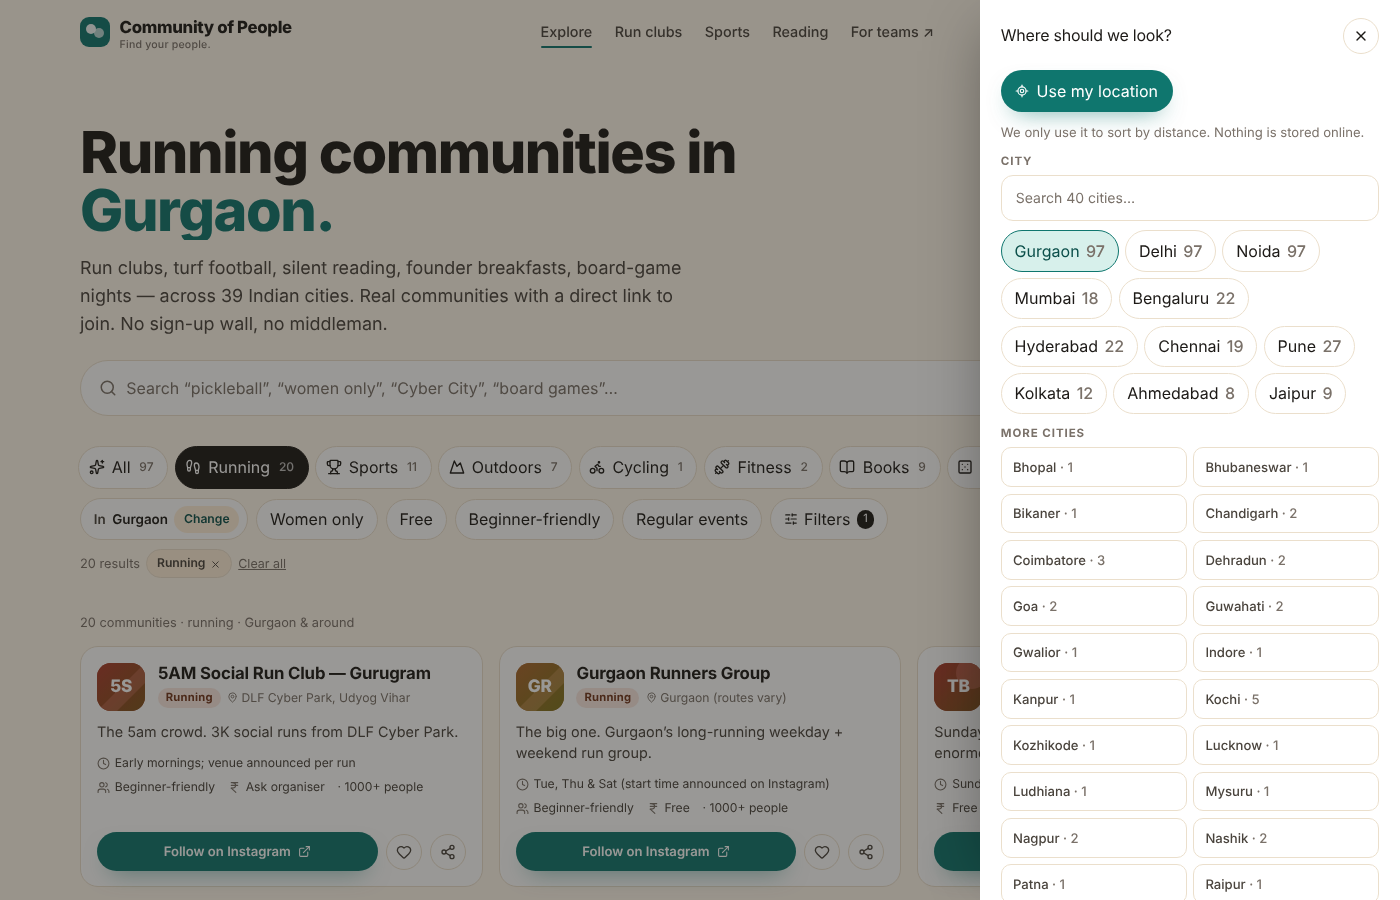 Community of People
Find your people.
Explore
Run clubs
Sports
Reading
For teams ↗
Running communities in
Gurgaon.
Run clubs, turf football, silent reading, founder breakfasts, board-game
nights — across 39 Indian cities. Real communities with a direct link to
join. No sign-up wall, no middleman.
Search “pickleball”, “women only”, “Cyber City”, “board games”…
All 97
Running 20
Sports 11
Outdoors 7
Cycling 1
Fitness 2
Books 9
In Gurgaon Change
Women only
Free
Beginner-friendly
Regular events
Filters 1
20 results
Running ×
Clear all
20 communities · running · Gurgaon & around
5S
5AM Social Run Club — Gurugram
Running
DLF Cyber Park, Udyog Vihar
The 5am crowd. 3K social runs from DLF Cyber Park.
Early mornings; venue announced per run
Beginner-friendly
₹ Ask organiser
· 1000+ people
Follow on Instagram
GR
Gurgaon Runners Group
Running
Gurgaon (routes vary)
The big one. Gurgaon’s long-running weekday +
weekend run group.
Tue, Thu & Sat (start time announced on Instagram)
Beginner-friendly
₹ Free
· 1000+ people
Follow on Instagram
TB
Sunday
enorm
Sund
₹ Free
Where should we look?
Use my location
We only use it to sort by distance. Nothing is stored online.
CITY
Search 40 cities…
Gurgaon 97
Delhi 97
Noida 97
Mumbai 18
Bengaluru 22
Hyderabad 22
Chennai 19
Pune 27
Kolkata 12
Ahmedabad 8
Jaipur 9
MORE CITIES
Bhopal · 1
Bhubaneswar · 1
Bikaner · 1
Chandigarh · 2
Coimbatore · 3
Dehradun · 2
Goa · 2
Guwahati · 2
Gwalior · 1
Indore · 1
Kanpur · 1
Kochi · 5
Kozhikode · 1
Lucknow · 1
Ludhiana · 1
Mysuru · 1
Nagpur · 2
Nashik · 2
Patna · 1
Raipur · 1